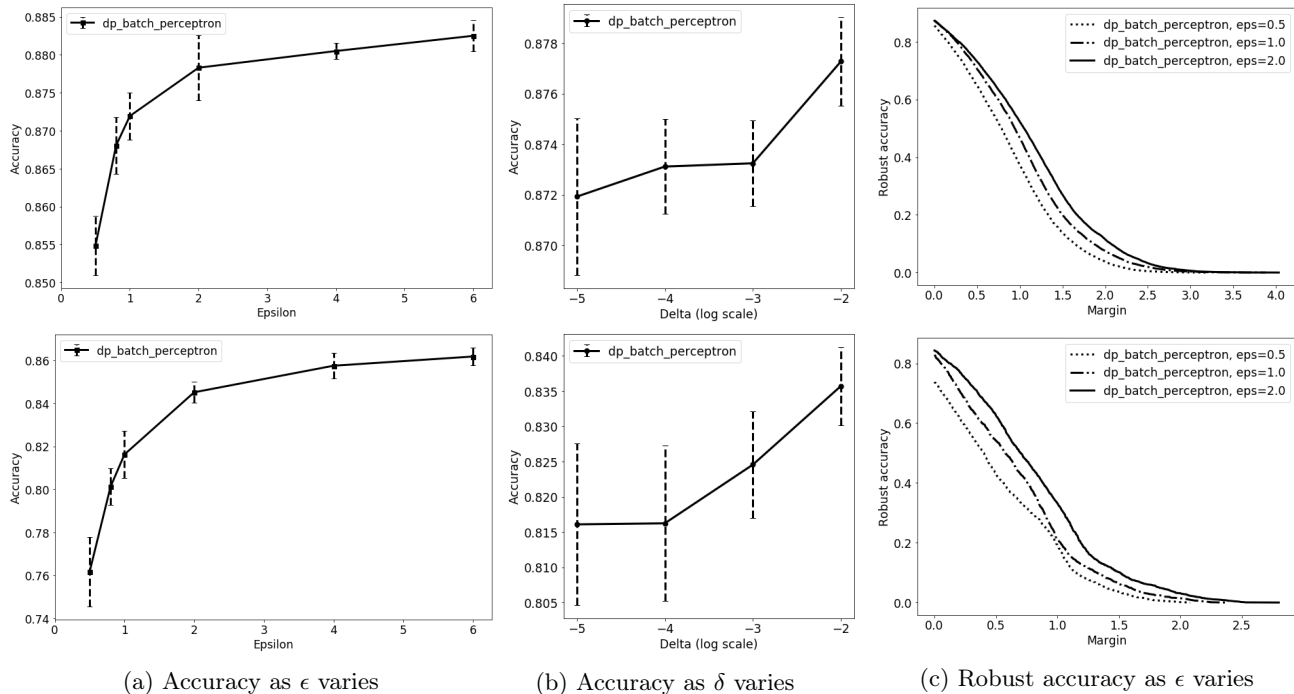 dp_batch_perceptron
0.885
0.880
0.875
0.870
0.865
0.860
0.855
0.850
Accuracy
0 1 2 3 4 5 6
Epsilon
dp_batch_perceptron
0.878
0.876
0.874
0.872
0.870
Accuracy
−5 −4 −3 −2
Delta (log scale)
dp_batch_perceptron, eps=0.5
dp_batch_perceptron, eps=1.0
dp_batch_perceptron, eps=2.0
0.8
0.6
0.4
0.2
0.0
Robust accuracy
0.0 0.5 1.0 1.5 2.0 2.5 3.0 3.5 4.0
Margin
dp_batch_perceptron
0.86
0.84
0.82
0.80
0.78
0.76
0.74
Accuracy
0 1 2 3 4 5 6
Epsilon
dp_batch_perceptron
0.840
0.835
0.830
0.825
0.820
0.815
0.810
0.805
Accuracy
−5 −4 −3 −2
Delta (log scale)
dp_batch_perceptron, eps=0.5
dp_batch_perceptron, eps=1.0
dp_batch_perceptron, eps=2.0
0.8
0.6
0.4
0.2
0.0
Robust accuracy
0.0 0.5 1.0 1.5 2.0 2.5
Margin
(a) Accuracy as ϵ varies
(b) Accuracy as δ varies
(c) Robust accuracy as ϵ varies